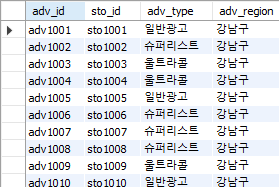 adv_id sto_id adv_type adv_region
adv1001 sto1001 일반광고 강남구
adv1002 sto1002 슈퍼리스트 강남구
adv1003 sto1003 울트라콜 강남구
adv1004 sto1004 울트라콜 강남구
adv1005 sto1005 일반광고 강남구
adv1006 sto1006 슈퍼리스트 강남구
adv1007 sto1007 슈퍼리스트 강남구
adv1008 sto1008 슈퍼리스트 강남구
adv1009 sto1009 울트라콜 강남구
adv1010 sto1010 일반광고 강남구